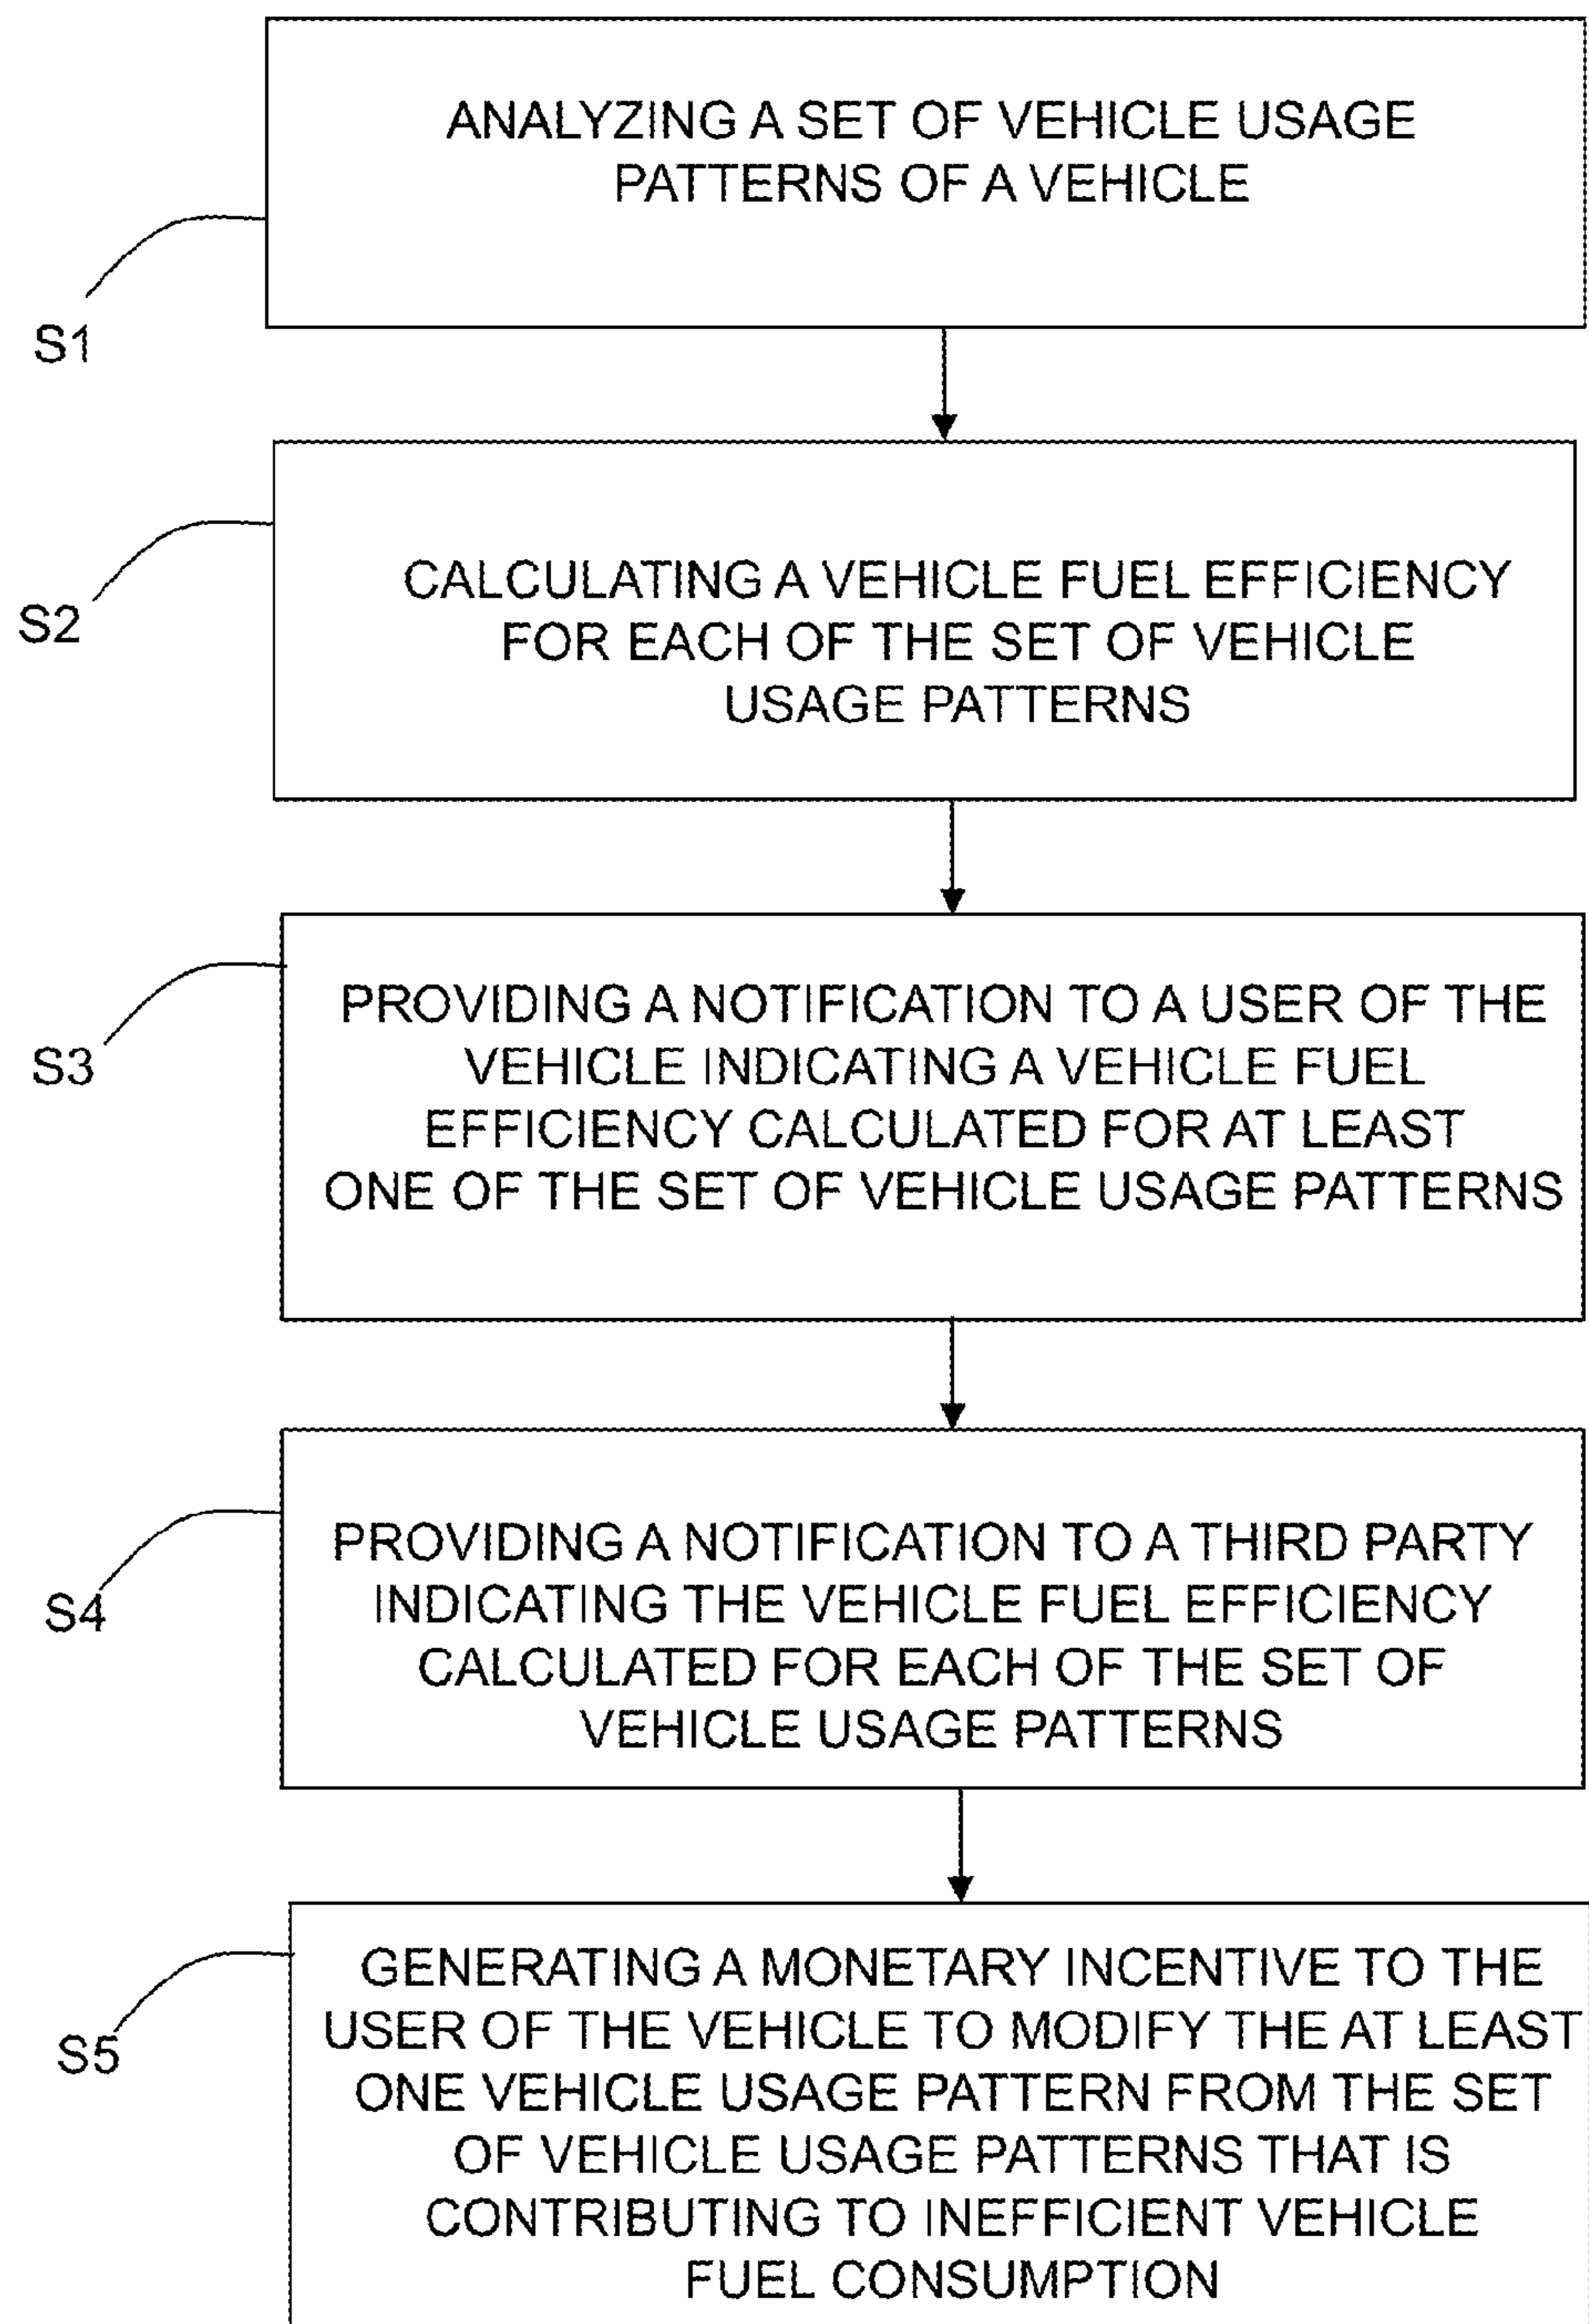 ANALYZING A SET OF VEHICLE USAGE
PATTERNS OF A VEHICLE
S1
CALCULATING A VEHICLE FUEL EFFICIENCY
FOR EACH OF THE SET OF VEHICLE
USAGE PATTERNS
S2
PROVIDING A NOTIFICATION TO A USER OF THE
VEHICLE INDICATING A VEHICLE FUEL
EFFICIENCY CALCULATED FOR AT LEAST
ONE OF THE SET OF VEHICLE USAGE PATTERNS
S3
PROVIDING A NOTIFICATION TO A THIRD PARTY
INDICATING THE VEHICLE FUEL EFFICIENCY
CALCULATED FOR EACH OF THE SET OF
VEHICLE USAGE PATTERNS
S4
GENERATING A MONETARY INCENTIVE TO THE
USER OF THE VEHICLE TO MODIFY THE AT LEAST
ONE VEHICLE USAGE PATTERN FROM THE SET
OF VEHICLE USAGE PATTERNS THAT IS
CONTRIBUTING TO INEFFICIENT VEHICLE
FUEL CONSUMPTION
S5